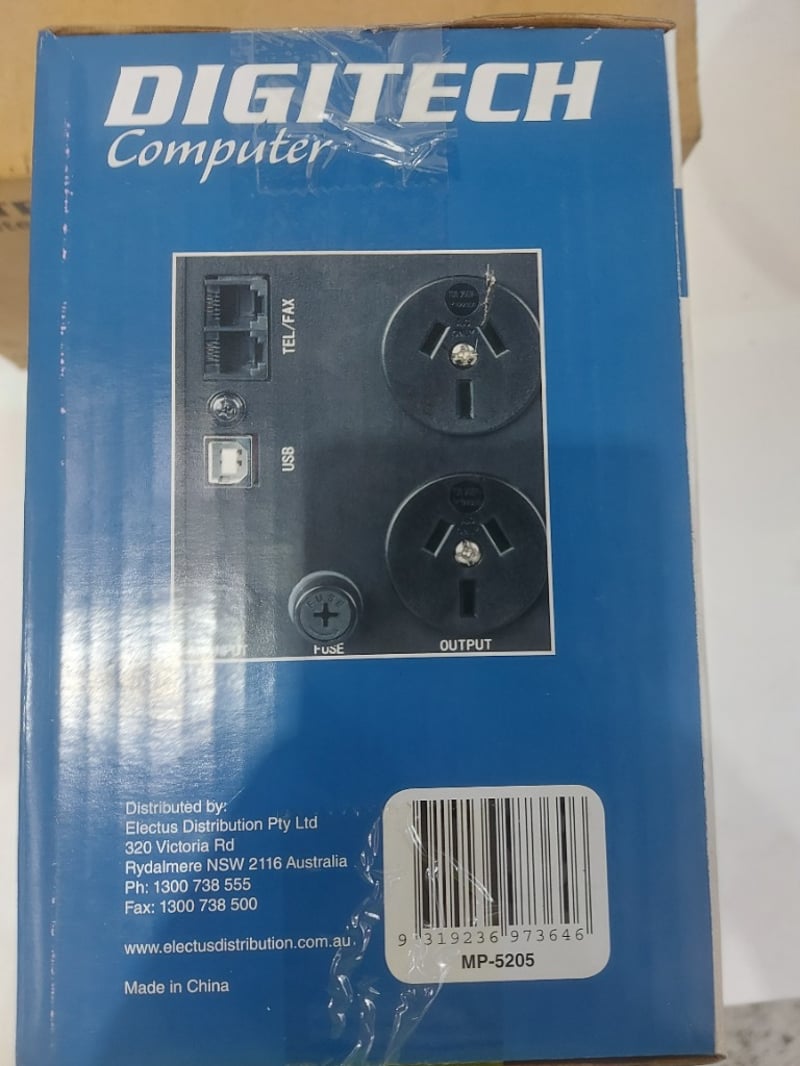 DIGITECH
Computer
TEL/FAX
USB
FUSE
INPUT
FUSE
OUTPUT
Distributed by:
Electus Distribution Pty Ltd
320 Victoria Rd
Rydalmere NSW 2116 Australia
Ph: 1300 738 555
Fax: 1300 738 500
www.electusdistribution.com.au
Made in China
9 319236 973646
MP-5205